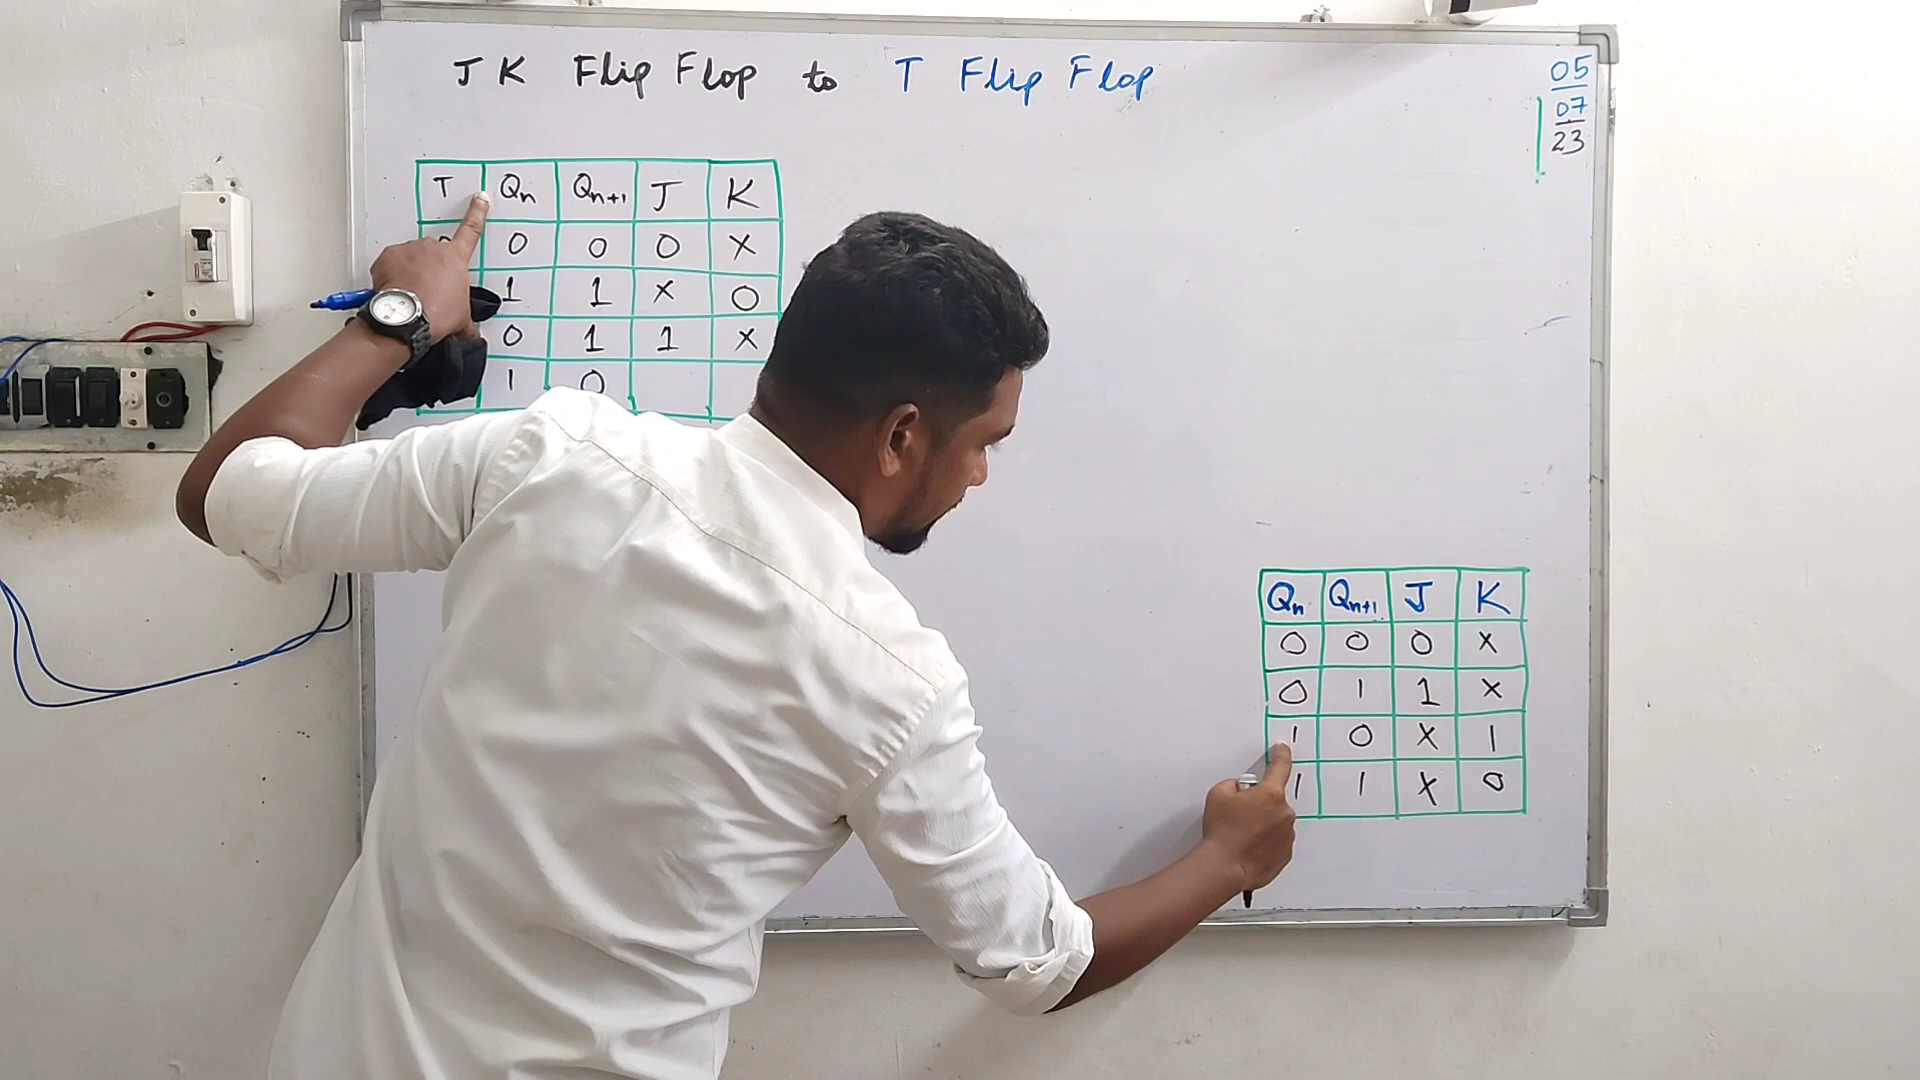 JK Flip Flop to T Flip Flop
05
07
23
T Qn Qn+1 J K
0 0 0 X
1 1 X 0
0 1 1 X
1 0
Qn Qn+1 J K
0 0 0 X
0 1 1 X
1 0 X 1
1 1 X 0